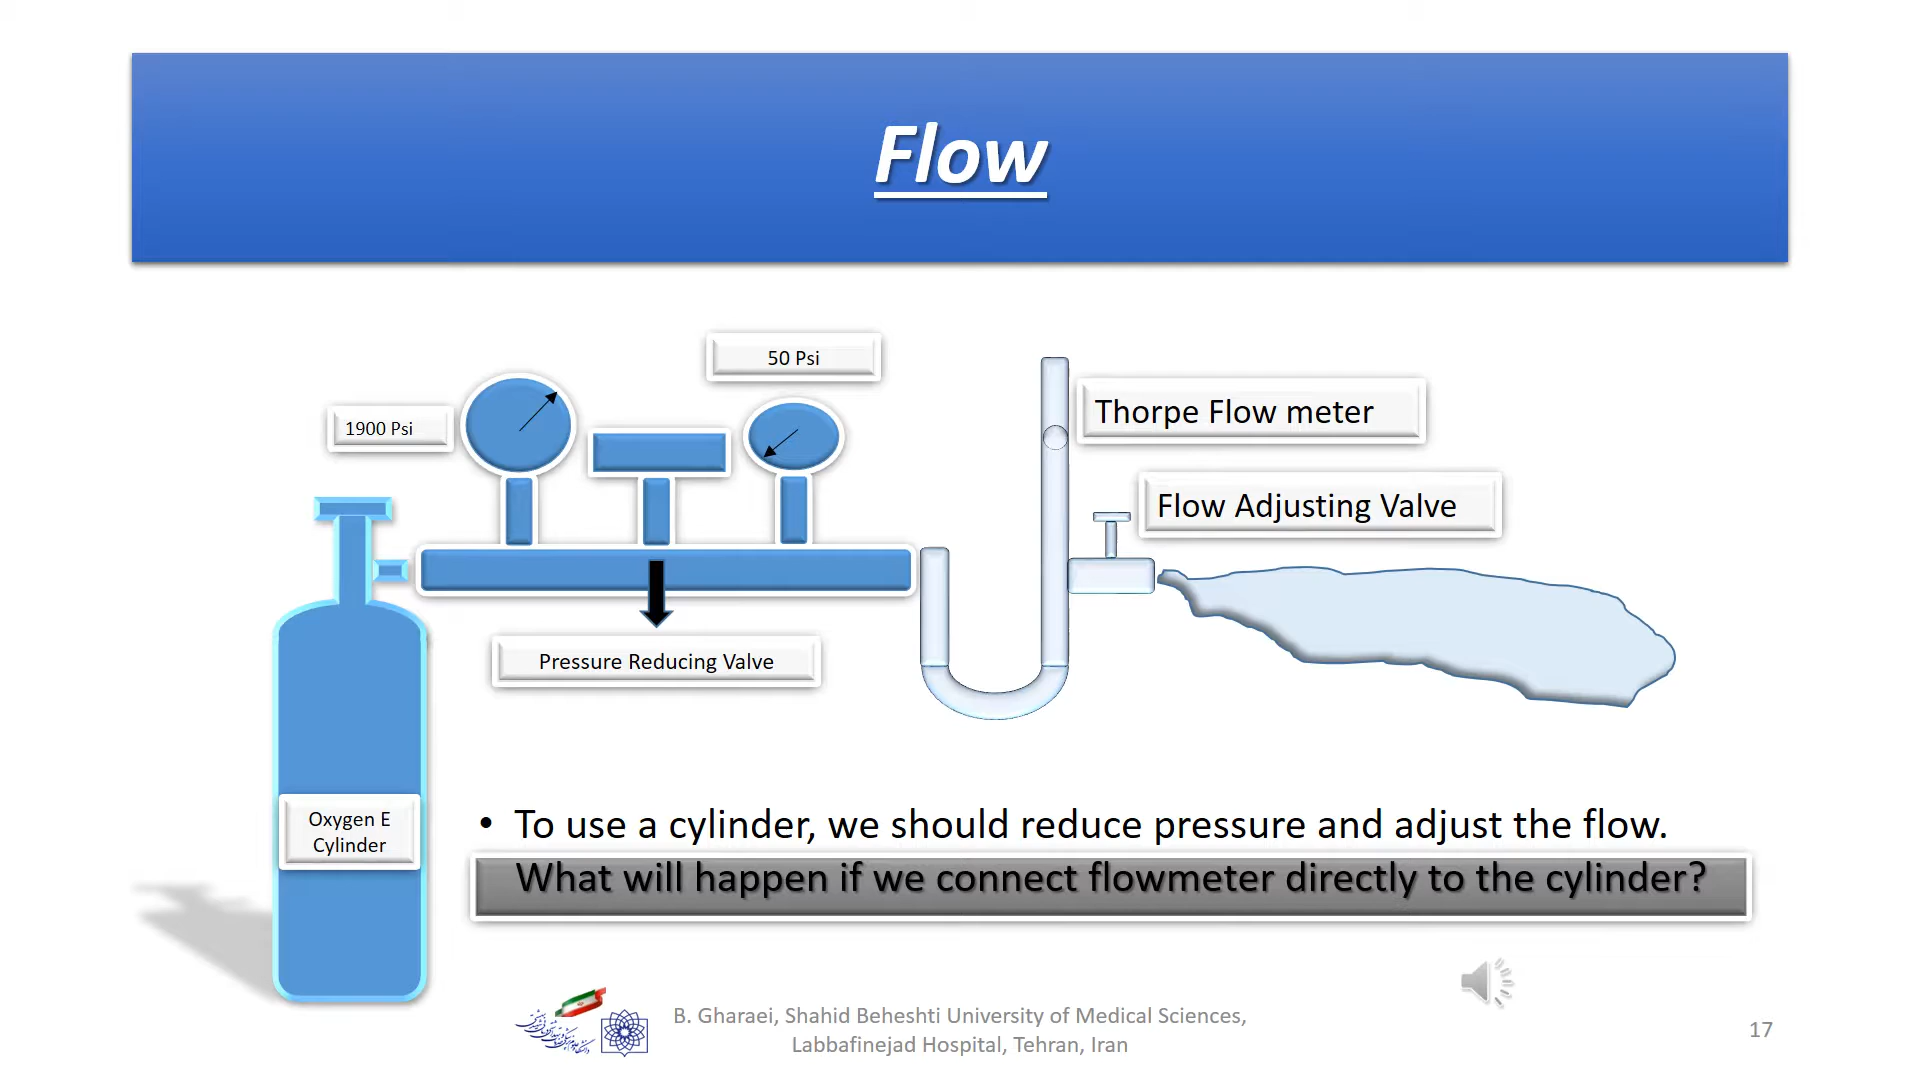 Flow
50 Psi
1900 Psi
Thorpe Flow meter
Flow Adjusting Valve
Pressure Reducing Valve
Oxygen E
Cylinder
• To use a cylinder, we should reduce pressure and adjust the flow.
What will happen if we connect flowmeter directly to the cylinder?
B. Gharaei, Shahid Beheshti University of Medical Sciences,
Labbafinejad Hospital, Tehran, Iran
17